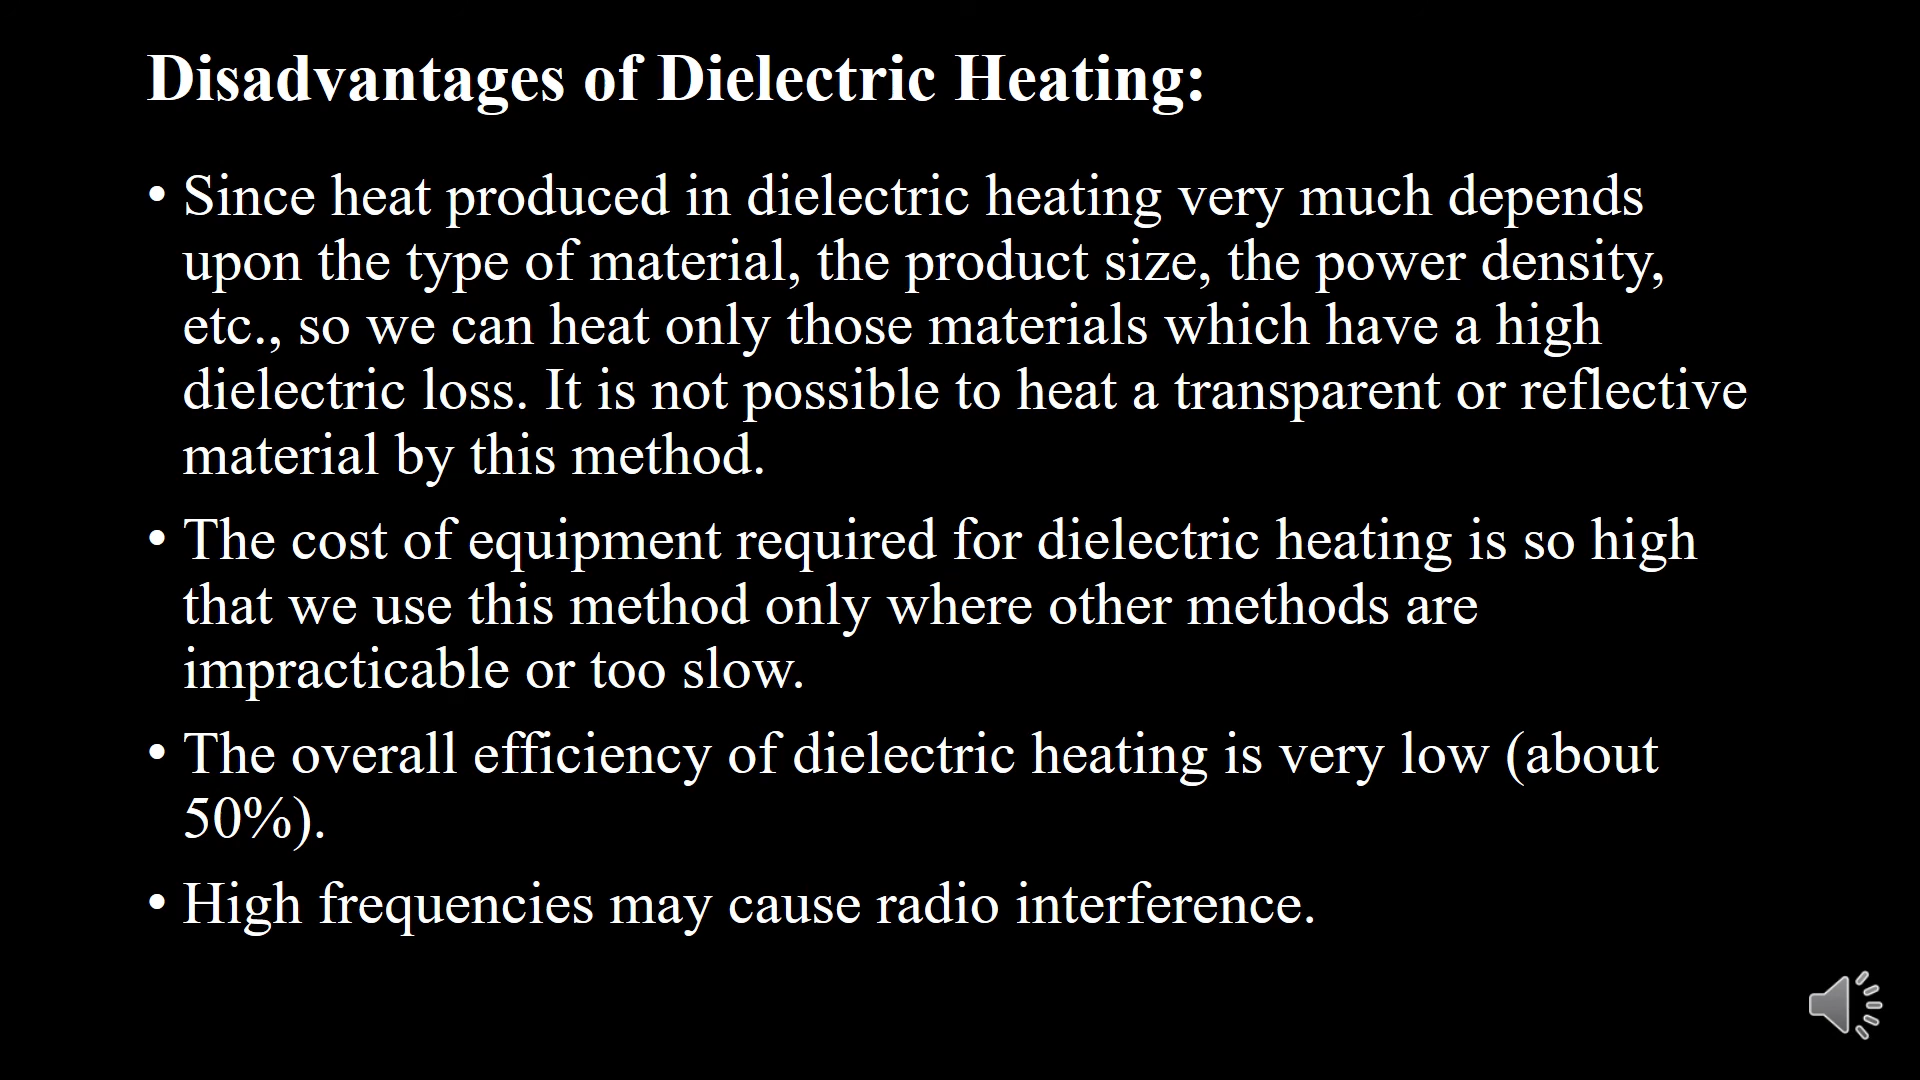 Disadvantages of Dielectric Heating:
• Since heat produced in dielectric heating very much depends
upon the type of material, the product size, the power density,
etc., so we can heat only those materials which have a high
dielectric loss. It is not possible to heat a transparent or reflective
material by this method.
• The cost of equipment required for dielectric heating is so high
that we use this method only where other methods are
impracticable or too slow.
• The overall efficiency of dielectric heating is very low (about
50%).
• High frequencies may cause radio interference.